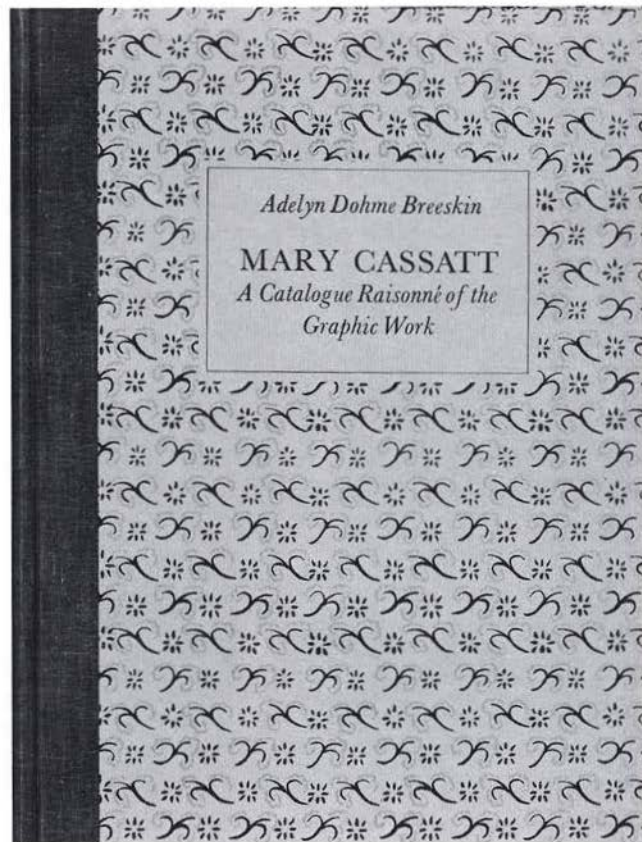 Adelyn Dohme Breeskin
MARY CASSATT
A Catalogue Raisonné of the
Graphic Work